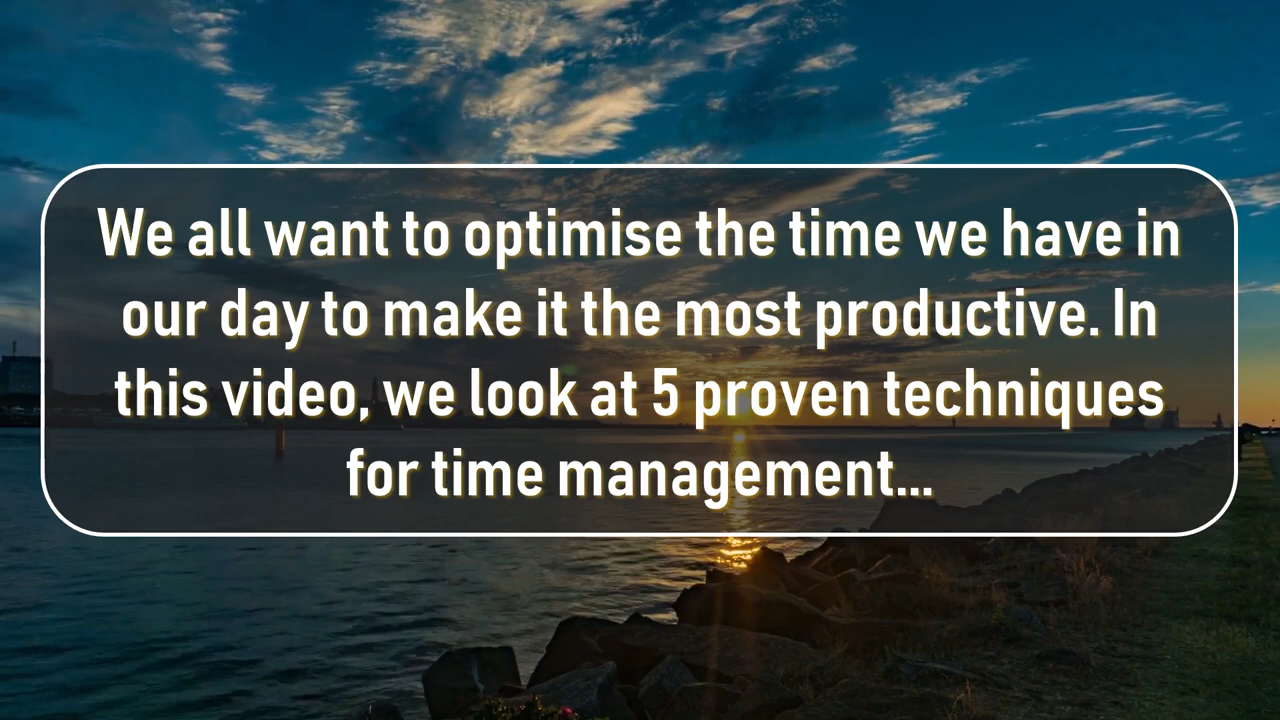 We all want to optimise the time we have in
our day to make it the most productive. In
this video, we look at 5 proven techniques
for time management...